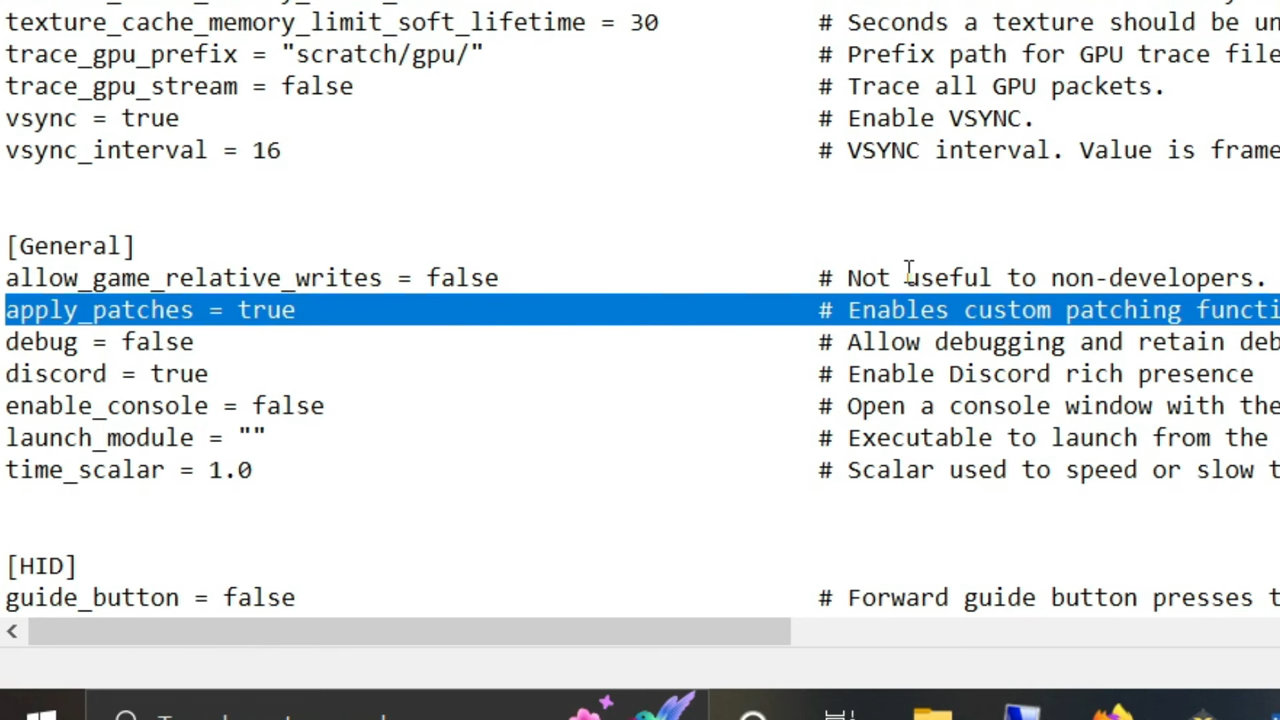 texture_cache_memory_limit_soft_lifetime = 30 # Seconds a texture should be un
trace_gpu_prefix = "scratch/gpu/" # Prefix path for GPU trace file
trace_gpu_stream = false # Trace all GPU packets.
vsync = true # Enable VSYNC.
vsync_interval = 16 # VSYNC interval. Value is frame
[General]
allow_game_relative_writes = false # Not useful to non-developers.
apply_patches = true # Enables custom patching functi
debug = false # Allow debugging and retain deb
discord = true # Enable Discord rich presence
enable_console = false # Open a console window with the
launch_module = "" # Executable to launch from the
time_scalar = 1.0 # Scalar used to speed or slow t
[HID]
guide_button = false # Forward guide button presses t